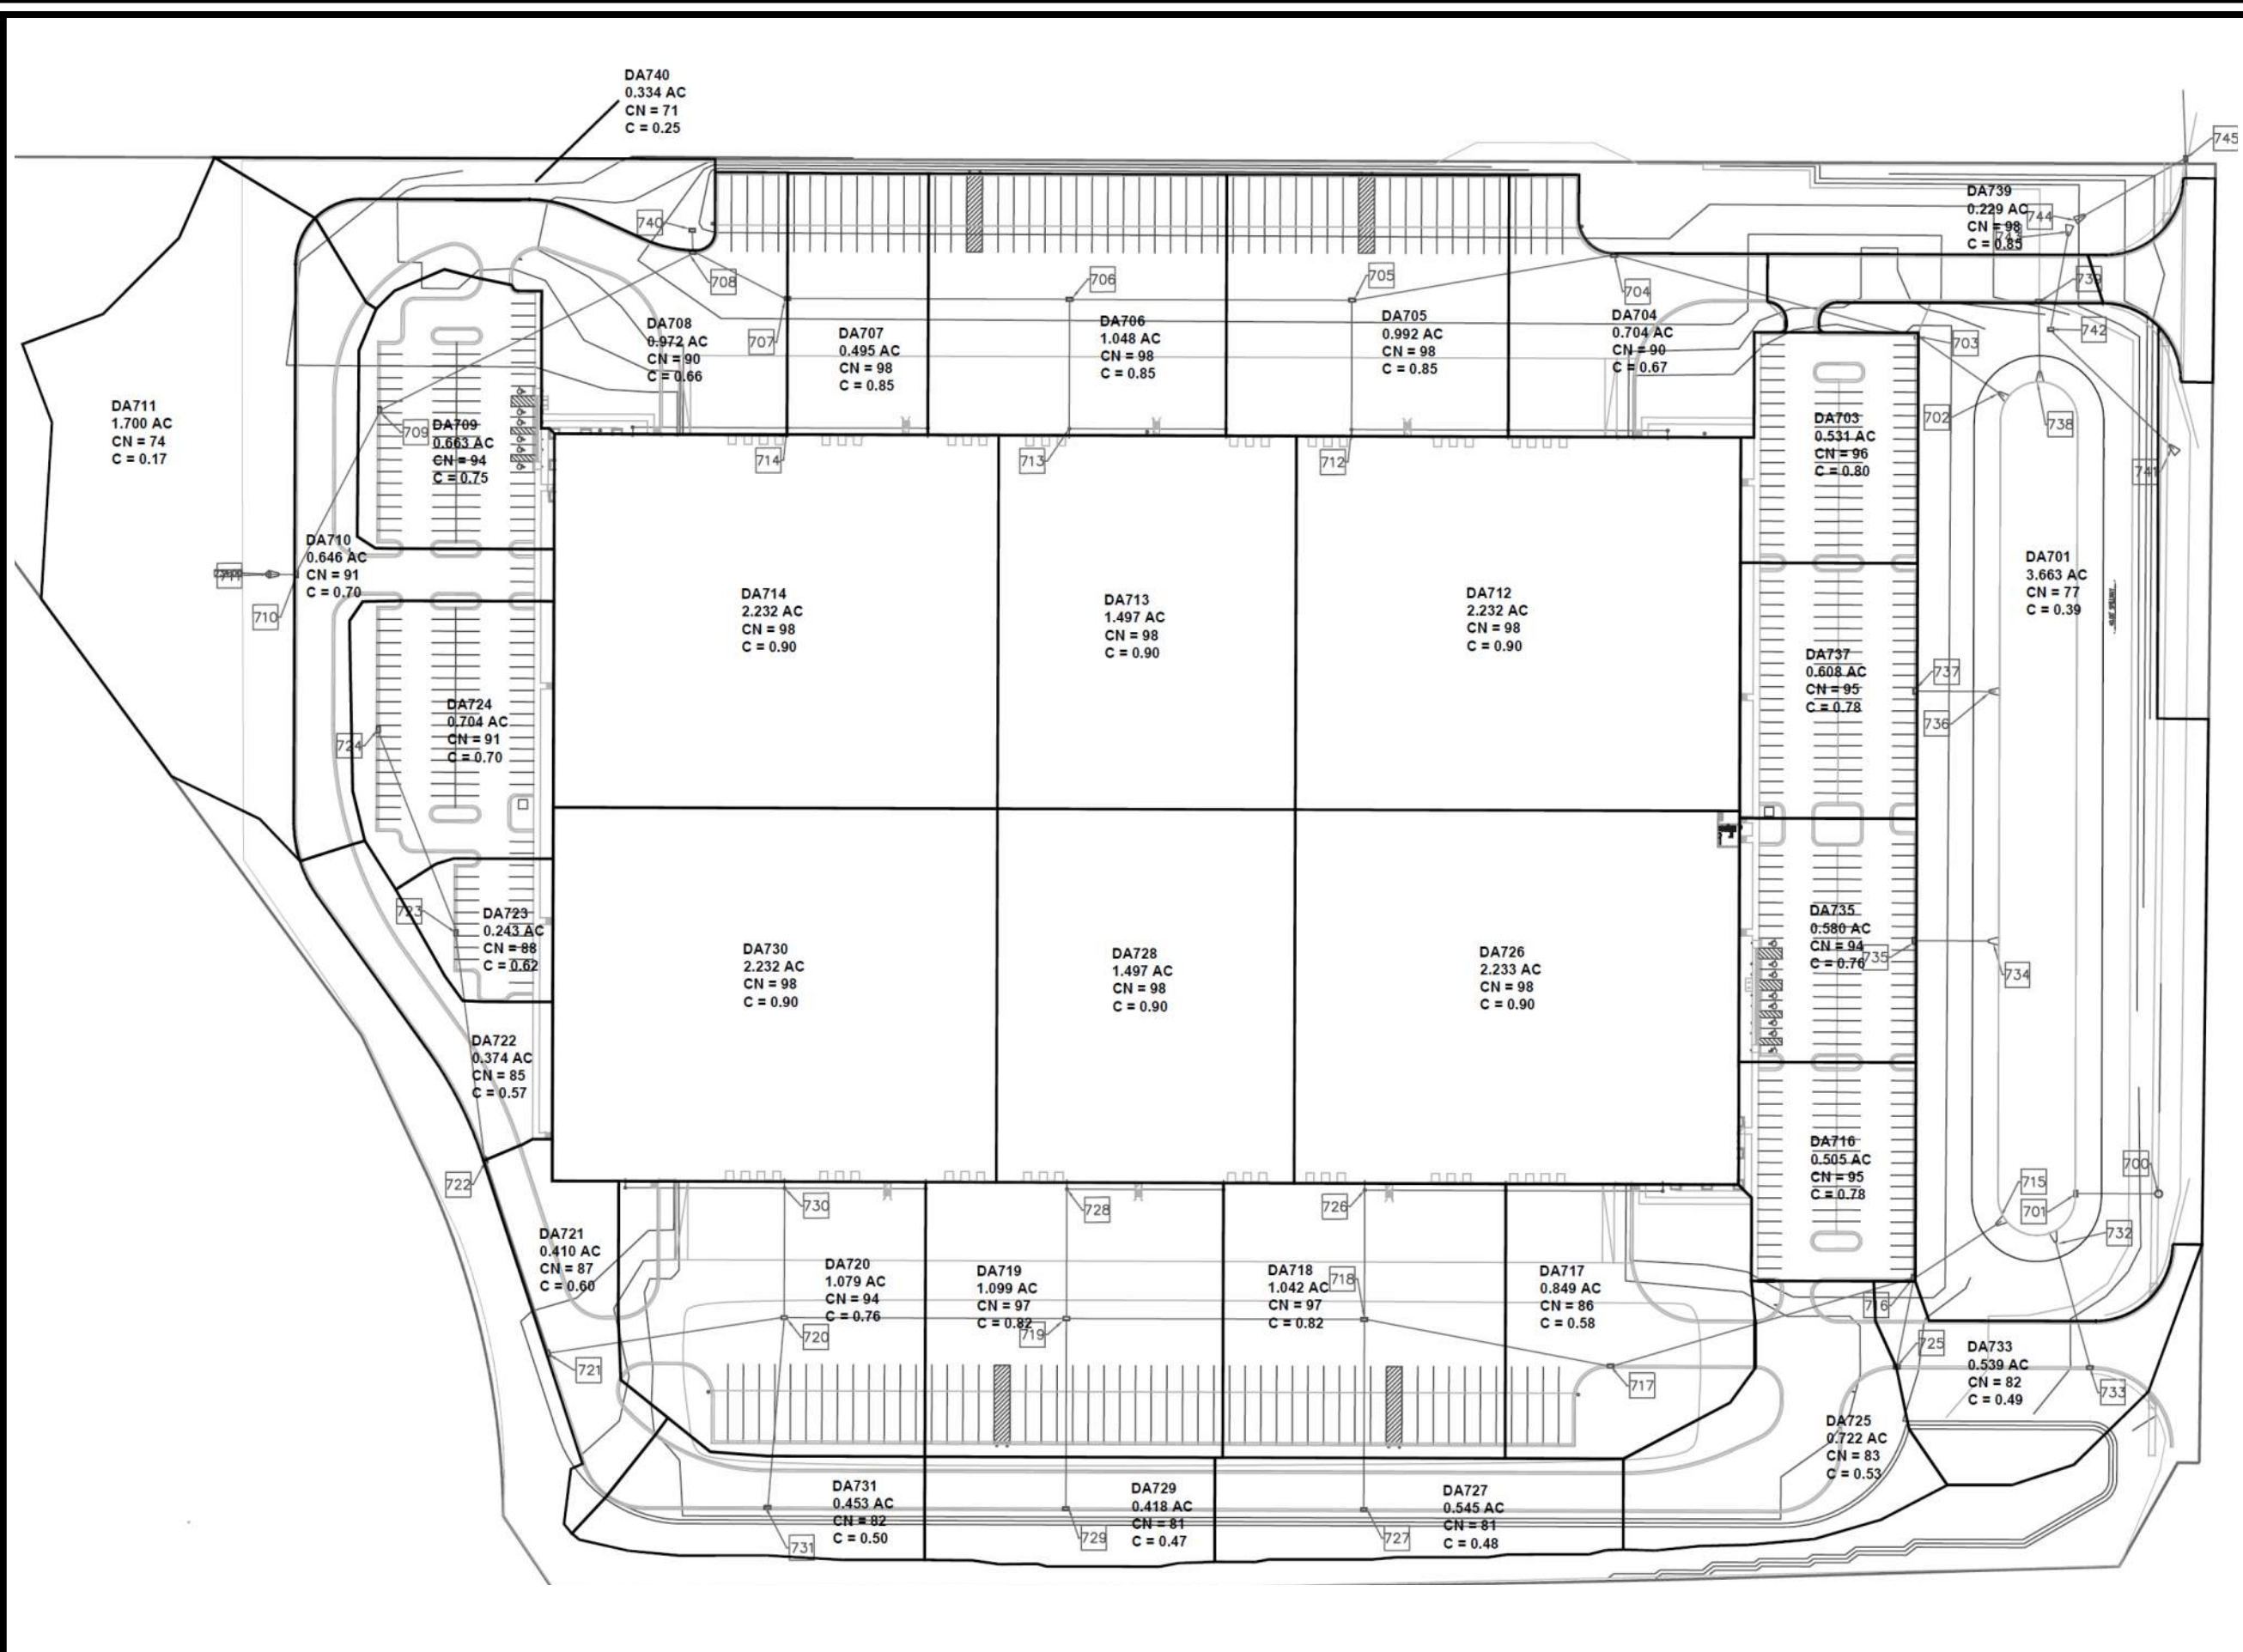 DA740
0.334 AC
CN = 71
C = 0.25
745
DA739
0.229 AC
CN = 98
C = 0.85
744
740
708
706
705
704
739
742
703
DA708
0.972 AC
CN = 90
C = 0.66
707
DA707
0.495 AC
CN = 98
C = 0.85
DA706
1.048 AC
CN = 98
C = 0.85
DA705
0.992 AC
CN = 98
C = 0.85
DA704
0.704 AC
CN = 90
C = 0.67
DA711
1.700 AC
CN = 74
C = 0.17
709
DA709
0.663 AC
CN = 94
C = 0.75
714
713
712
DA703
0.531 AC
CN = 96
C = 0.80
702
738
741
DA710
0.646 AC
CN = 91
C = 0.70
710
DA714
2.232 AC
CN = 98
C = 0.90
DA713
1.497 AC
CN = 98
C = 0.90
DA712
2.232 AC
CN = 98
C = 0.90
DA701
3.663 AC
CN = 77
C = 0.39
DA737
0.608 AC
CN = 95
C = 0.78
737
736
724
DA724
0.704 AC
CN = 91
C = 0.70
723
DA723
0.243 AC
CN = 88
C = 0.62
DA730
2.232 AC
CN = 98
C = 0.90
DA728
1.497 AC
CN = 98
C = 0.90
DA726
2.233 AC
CN = 98
C = 0.90
DA735
0.580 AC
CN = 94
C = 0.76
735
734
DA722
0.374 AC
CN = 85
C = 0.57
722
DA716
0.505 AC
CN = 95
C = 0.78
700
715
701
732
730
728
726
DA721
0.410 AC
CN = 87
C = 0.60
721
DA720
1.079 AC
CN = 94
C = 0.76
720
DA719
1.099 AC
CN = 97
C = 0.82
719
DA718
1.042 AC
CN = 97
C = 0.82
718
DA717
0.849 AC
CN = 86
C = 0.58
717
716
725
DA733
0.539 AC
CN = 82
C = 0.49
733
DA725
0.722 AC
CN = 83
C = 0.53
DA731
0.453 AC
CN = 82
C = 0.50
731
DA729
0.418 AC
CN = 81
C = 0.47
729
DA727
0.545 AC
CN = 81
C = 0.48
727